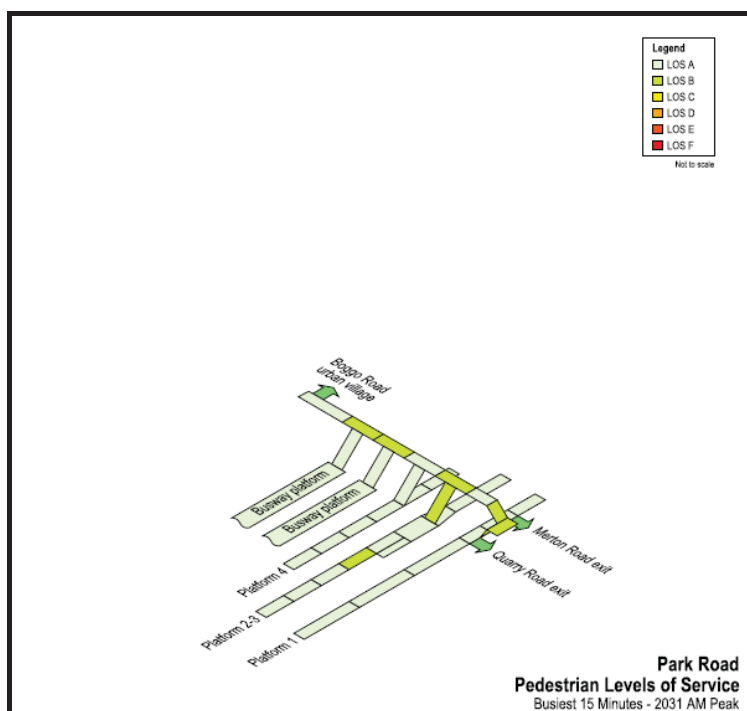 Legend
LOS A
LOS B
LOS C
LOS D
LOS E
LOS F
Not to scale
Boggo Road
urban village
Busway platform
Busway platform
Platform 4
Platform 2-3
Platform 1
Merton Road exit
Quarry Road exit
Park Road
Pedestrian Levels of Service
Busiest 15 Minutes - 2031 AM Peak